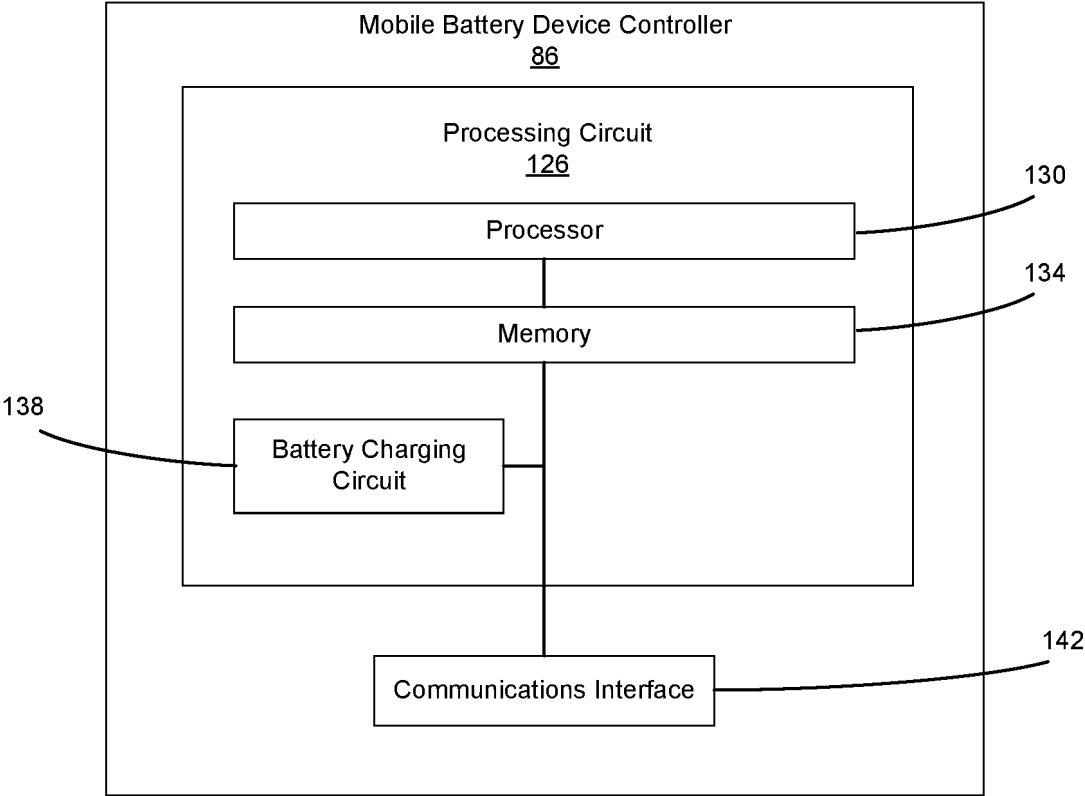 Mobile Battery Device Controller
86
Processing Circuit
126
130
Processor
134
Memory
138
Battery Charging
Circuit
142
Communications Interface